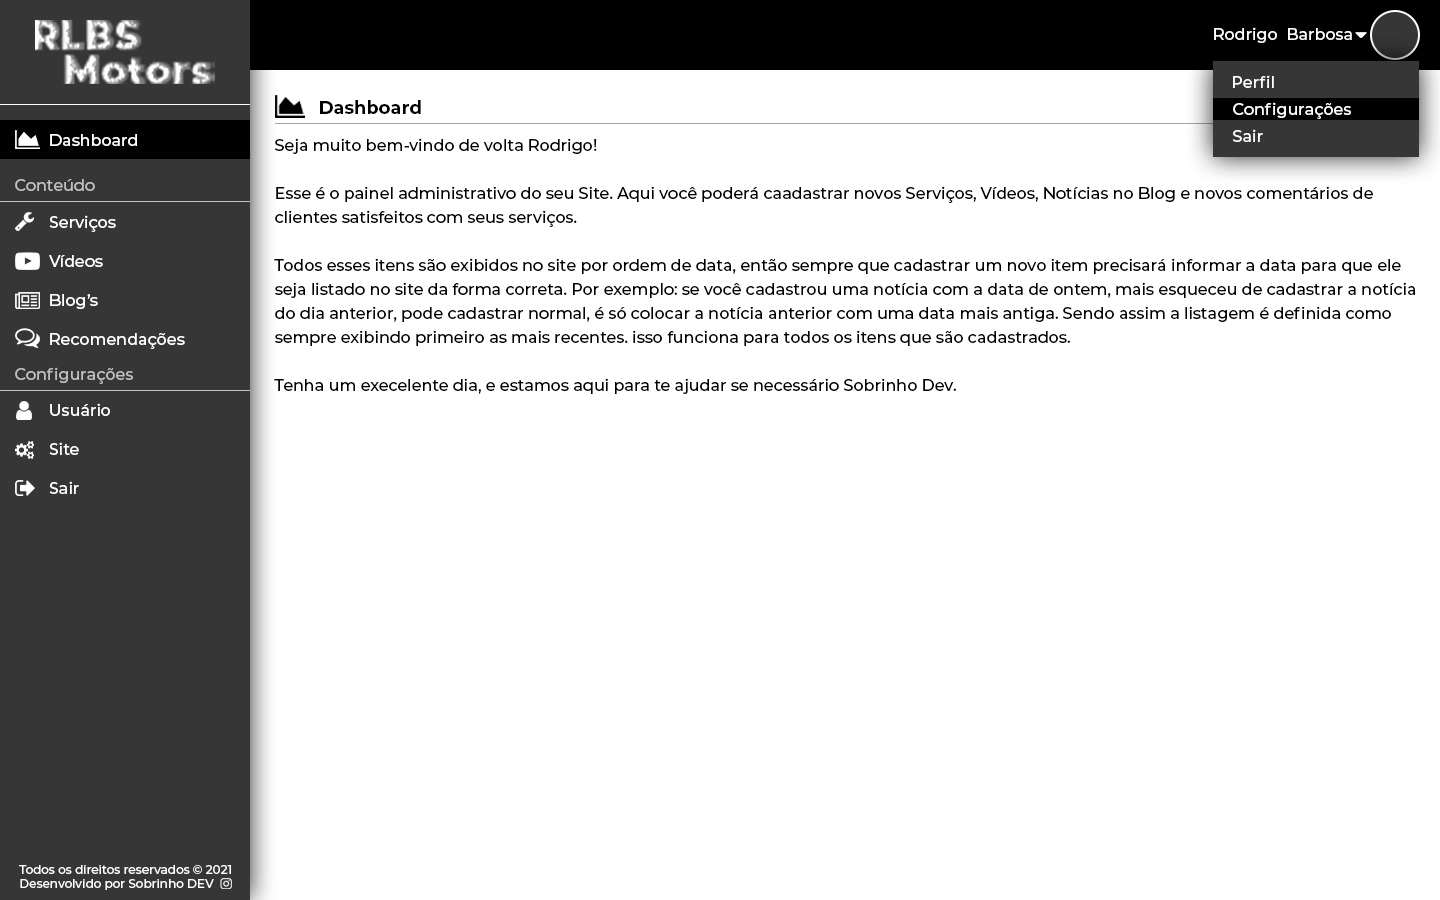 RLBS
Motors
Rodrigo Barbosa
Perfil
Configurações
Sair
Dashboard
Conteúdo
Serviços
Vídeos
Blog's
Recomendações
Configurações
Usuário
Site
Sair
Todos os direitos reservados © 2021
Desenvolvido por Sobrinho DEV
Dashboard
Seja muito bem-vindo de volta Rodrigo!
Esse é o painel administrativo do seu Site. Aqui você poderá caadastrar novos Serviços, Vídeos, Notícias no Blog e novos comentários de
clientes satisfeitos com seus serviços.
Todos esses itens são exibidos no site por ordem de data, então sempre que cadastrar um novo item precisará informar a data para que ele
seja listado no site da forma correta. Por exemplo: se você cadastrou uma notícia com a data de ontem, mais esqueceu de cadastrar a notícia
do dia anterior, pode cadastrar normal, é só colocar a notícia anterior com uma data mais antiga. Sendo assim a listagem é definida como
sempre exibindo primeiro as mais recentes. isso funciona para todos os itens que são cadastrados.
Tenha um execelente dia, e estamos aqui para te ajudar se necessário Sobrinho Dev.